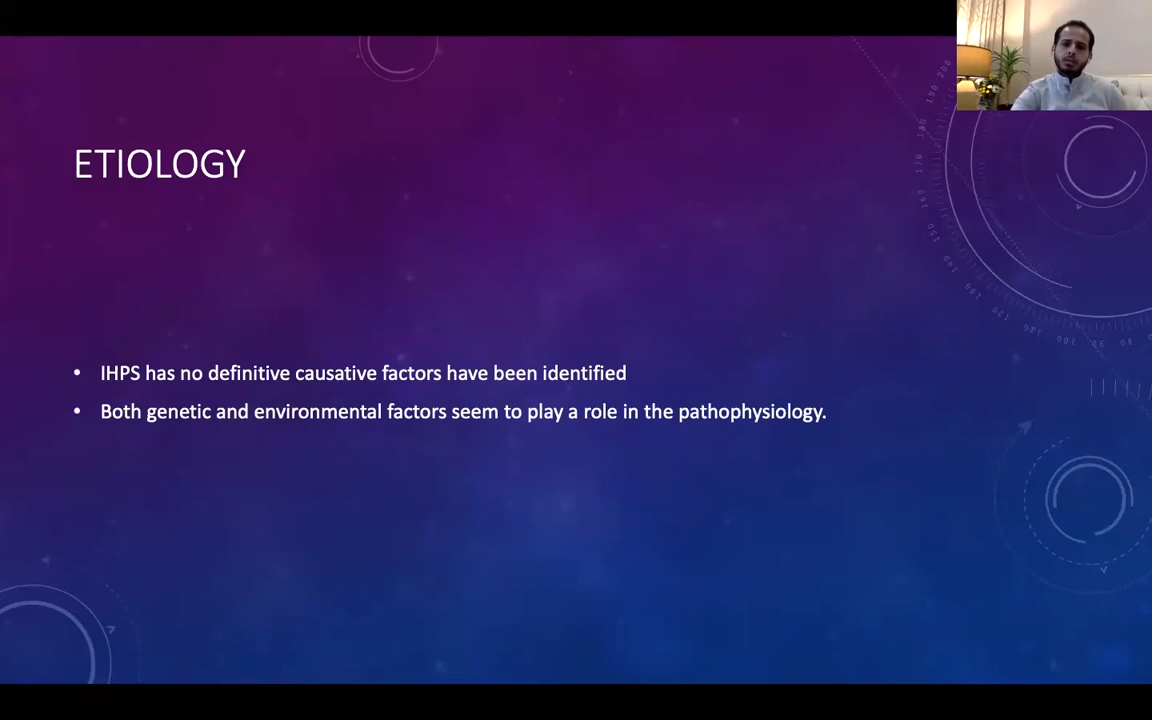 ETIOLOGY
• IHPS has no definitive causative factors have been identified
• Both genetic and environmental factors seem to play a role in the pathophysiology.